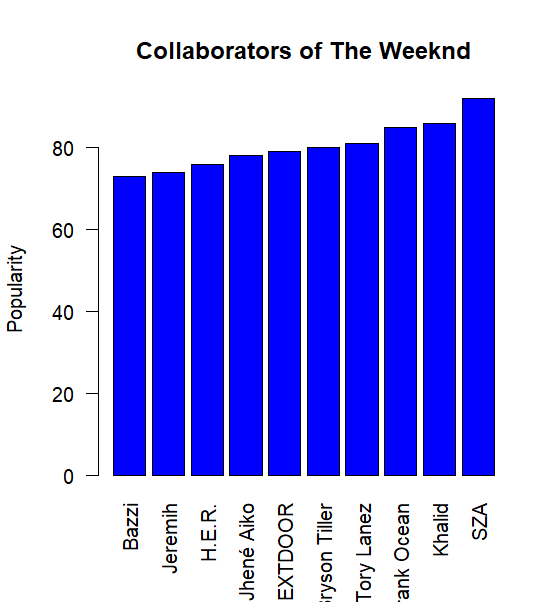 Collaborators of The Weeknd
Popularity
80
60
40
20
0
Bazzi
Jeremih
H.E.R.
Jhené Aiko
EXTDOOR
ryson Tiller
Tory Lanez
rank Ocean
Khalid
SZA